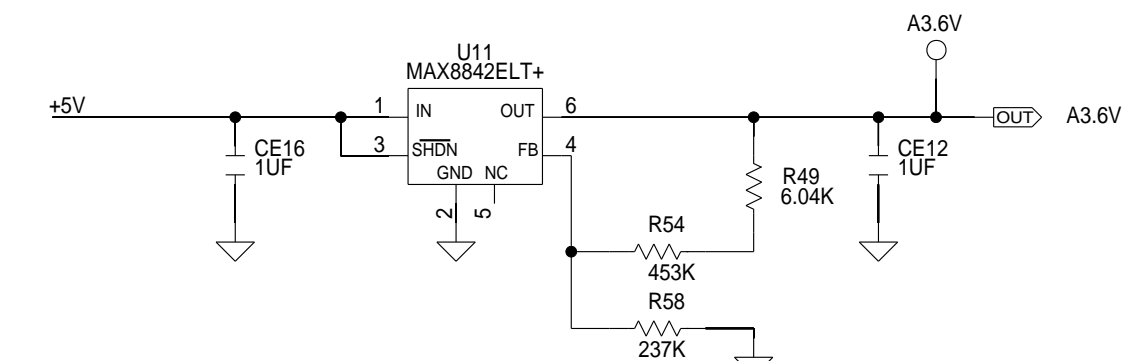 A3.6V
U11
MAX8842ELT+
+5V
1
IN
OUT
6
OUT
A3.6V
3
SHDN
FB
4
CE16
1UF
CE12
1UF
GND
NC
R49
6.04K
2
5
R54
453K
R58
237K